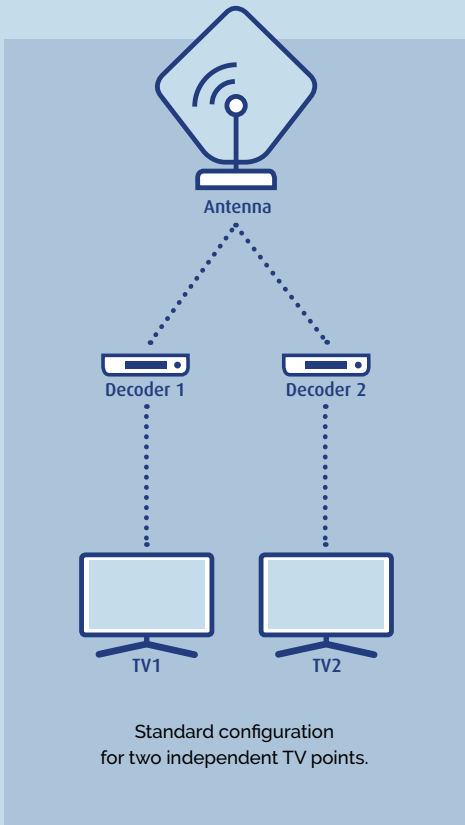 Antenna
Decoder 1
Decoder 2
TV1
TV2
Standard configuration
for two independent TV points.